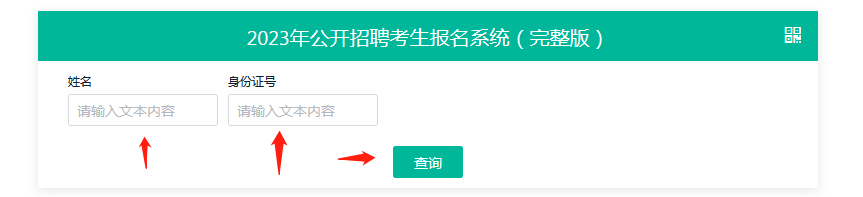 2023年公开招聘考生报名系统（完整版）
姓名 身份证号
请输入文本内容 请输入文本内容
查询